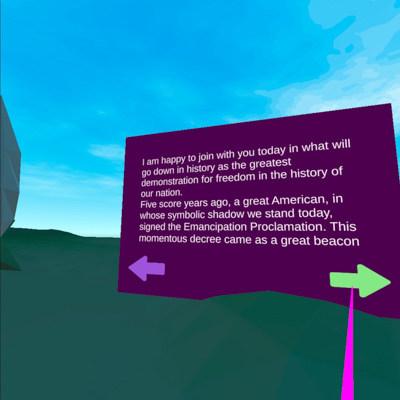 I am happy to join with you today in what will
go down in history as the greatest
demonstration for freedom in the history of
our nation.
Five score years ago, a great American, in
whose symbolic shadow we stand today,
signed the Emancipation Proclamation. This
momentous decree came as a great beacon